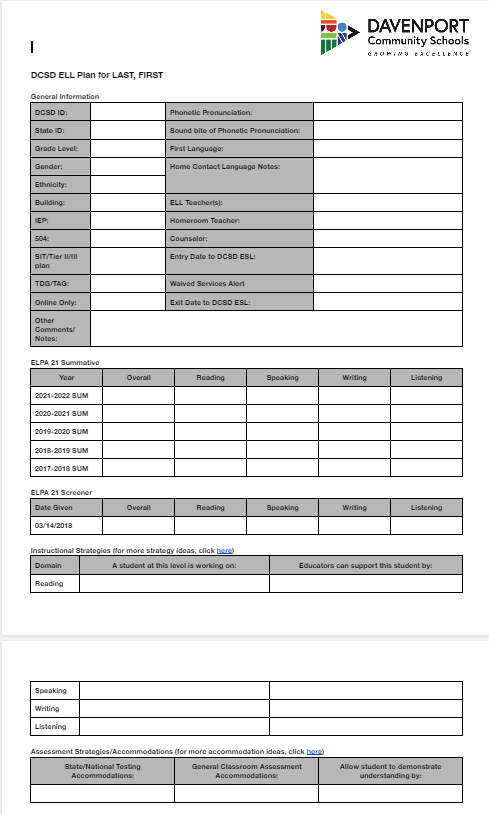 DAVENPORT
Community Schools
GROWING EXCELLENCE
DCSD ELL Plan for LAST, FIRST
General Information
DCSD ID: Phonetic Pronunciation:
State ID: Sound bite of Phonetic Pronunciation:
Grade Level: First Language:
Gender: Home Contact Language Notes:
Ethnicity:
Building: ELL Teacher(s):
IEP: Homeroom Teacher:
504: Counselor:
SIT/Tier II/III Entry Date to DCSD ESL:
plan
TDG/TAG: Waived Services Alert
Online Only: Exit Date to DCSD ESL:
Other
Comments/
Notes:
ELPA 21 Summative
Year Overall Reading Speaking Writing Listening
2021-2022 SUM
2020-2021 SUM
2019-2020 SUM
2018-2019 SUM
2017-2018 SUM
ELPA 21 Screener
Date Given Overall Reading Speaking Writing Listening
03/14/2018
Instructional Strategies (for more strategy ideas, click here)
Domain A student at this level is working on: Educators can support this student by:
Reading
Speaking
Writing
Listening
Assessment Strategies/Accommodations (for more accommodation ideas, click here)
State/National Testing General Classroom Assessment Allow student to demonstrate
Accommodations: Accommodations: understanding by: